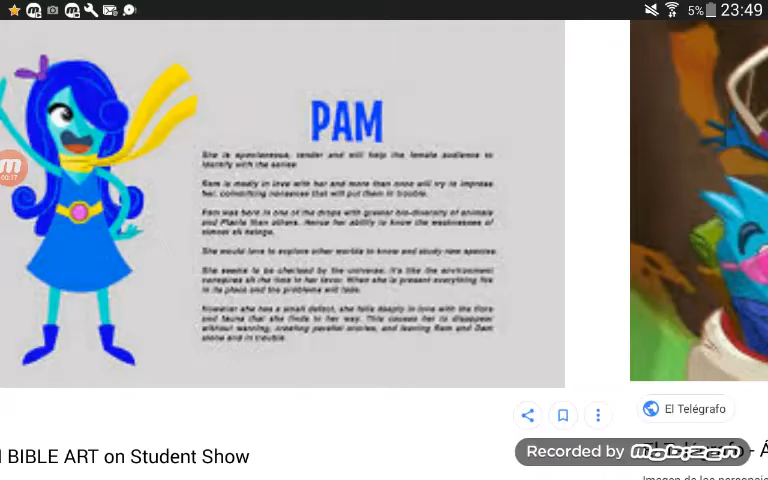 5% 23:49
PAM
She is spontaneous, tender and will help the female audience to
identify with the series
Ram is madly in love with her and more than once will try to impress
her, committing nonsense that will put them in trouble.
Pam was born in one of the drops with greater bio-diversity of animals
and Plants than others. Hence her ability to know the weaknesses of
almost all beings.
She would love to explore other worlds to know and study new species
She seems to be cherised by the universe. It's like the environment
conspires all the time in her favor. When she is present everything fits
in its place and the problems will fade.
However she has a small defect, she falls deeply in love with the flora
and fauna that she finds in her way. This causes her to disappear
without warning, creating parallel stories, and leaving Ram and Dam
alone and in trouble
00:17
El Telégrafo
BIBLE ART on Student Show
Recorded by MOBIZEN